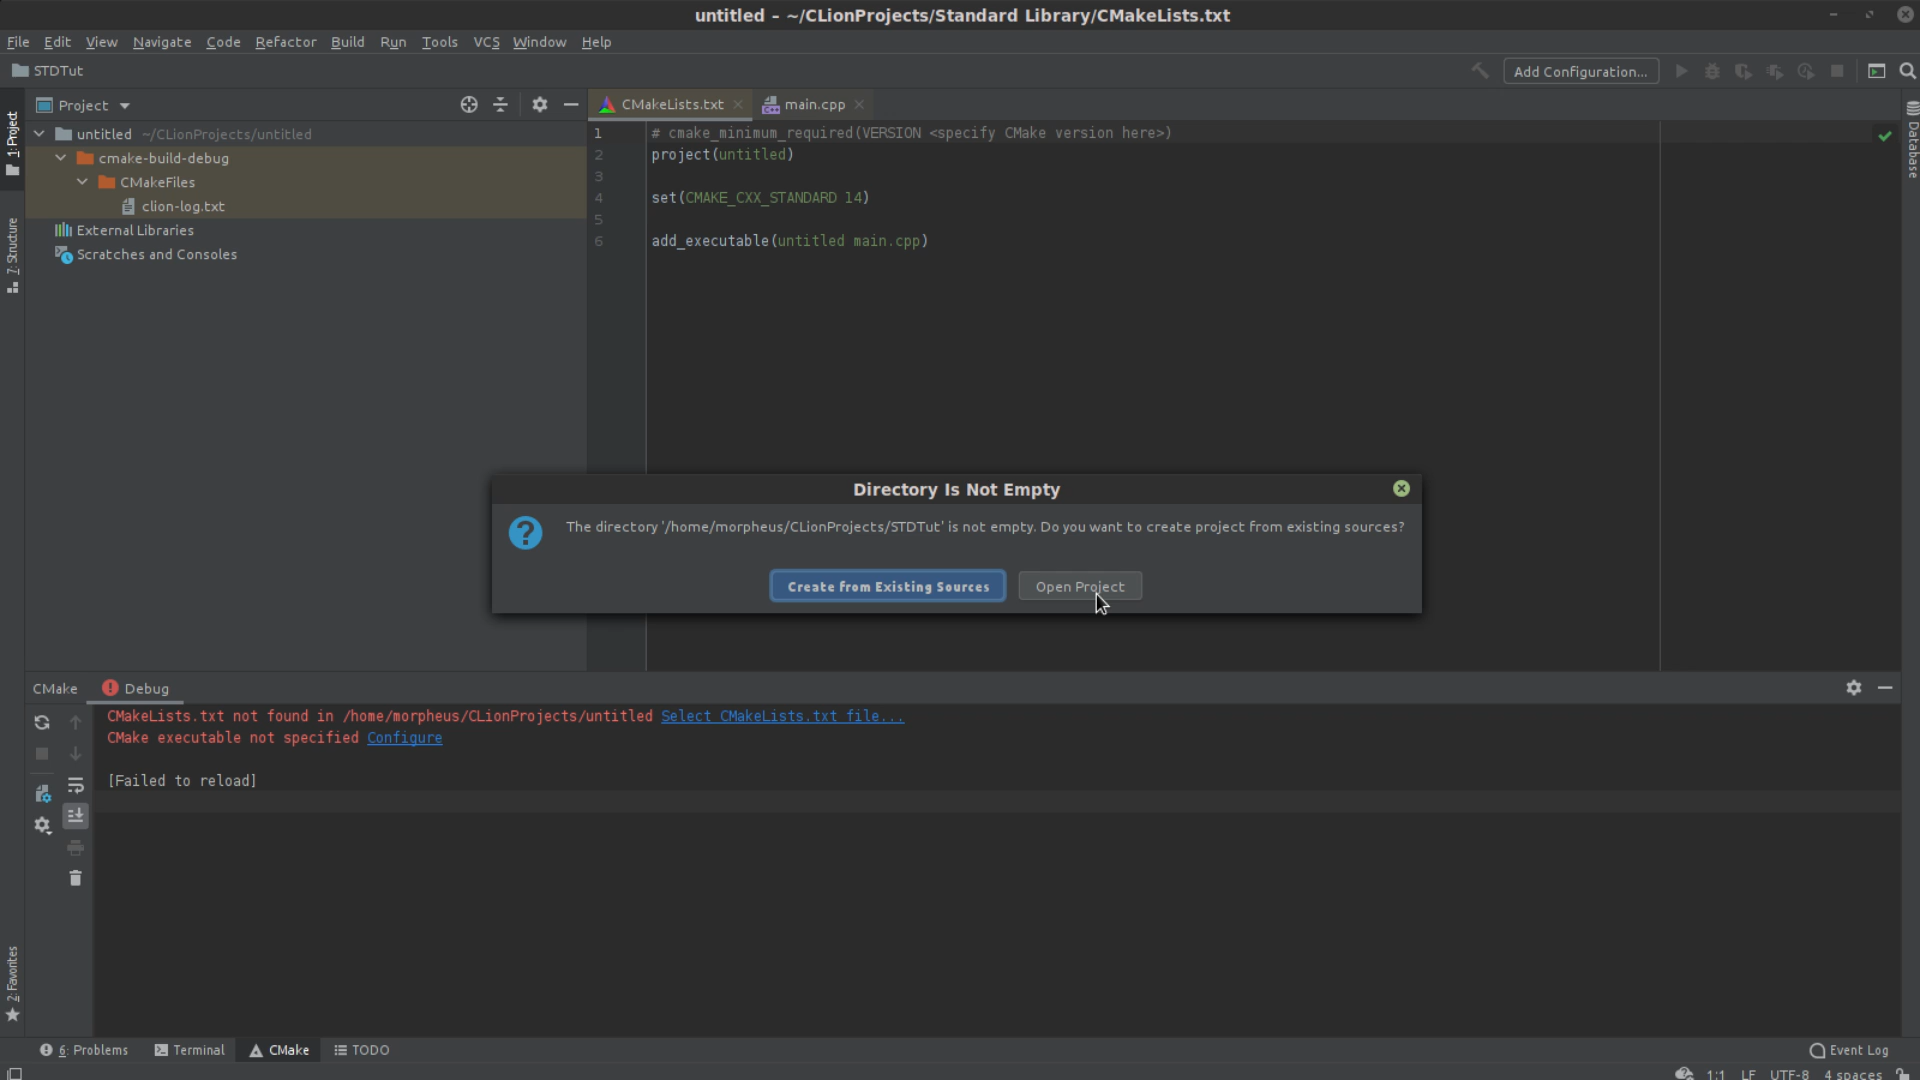 untitled – ~/CLionProjects/Standard Library/CMakeLists.txt
File Edit View Navigate Code Refactor Build Run Tools VCS Window Help
STDTut
Add Configuration...
1: Project
7: Structure
2: Favorites
Project
untitled ~/CLionProjects/untitled
cmake-build-debug
CMakeFiles
clion-log.txt
External Libraries
Scratches and Consoles
CMakeLists.txt main.cpp
1 # cmake_minimum_required(VERSION <specify CMake version here>)
2 project(untitled)
3
4 set(CMAKE_CXX_STANDARD 14)
5
6 add_executable(untitled main.cpp)
Database
Directory Is Not Empty
The directory '/home/morpheus/CLionProjects/STDTut' is not empty. Do you want to create project from existing sources?
Create from Existing Sources Open Project
CMake Debug
CMakeLists.txt not found in /home/morpheus/CLionProjects/untitled Select CMakeLists.txt file...
CMake executable not specified Configure
[Failed to reload]
6: Problems Terminal CMake TODO Event Log
1:1 LF UTF-8 4 spaces